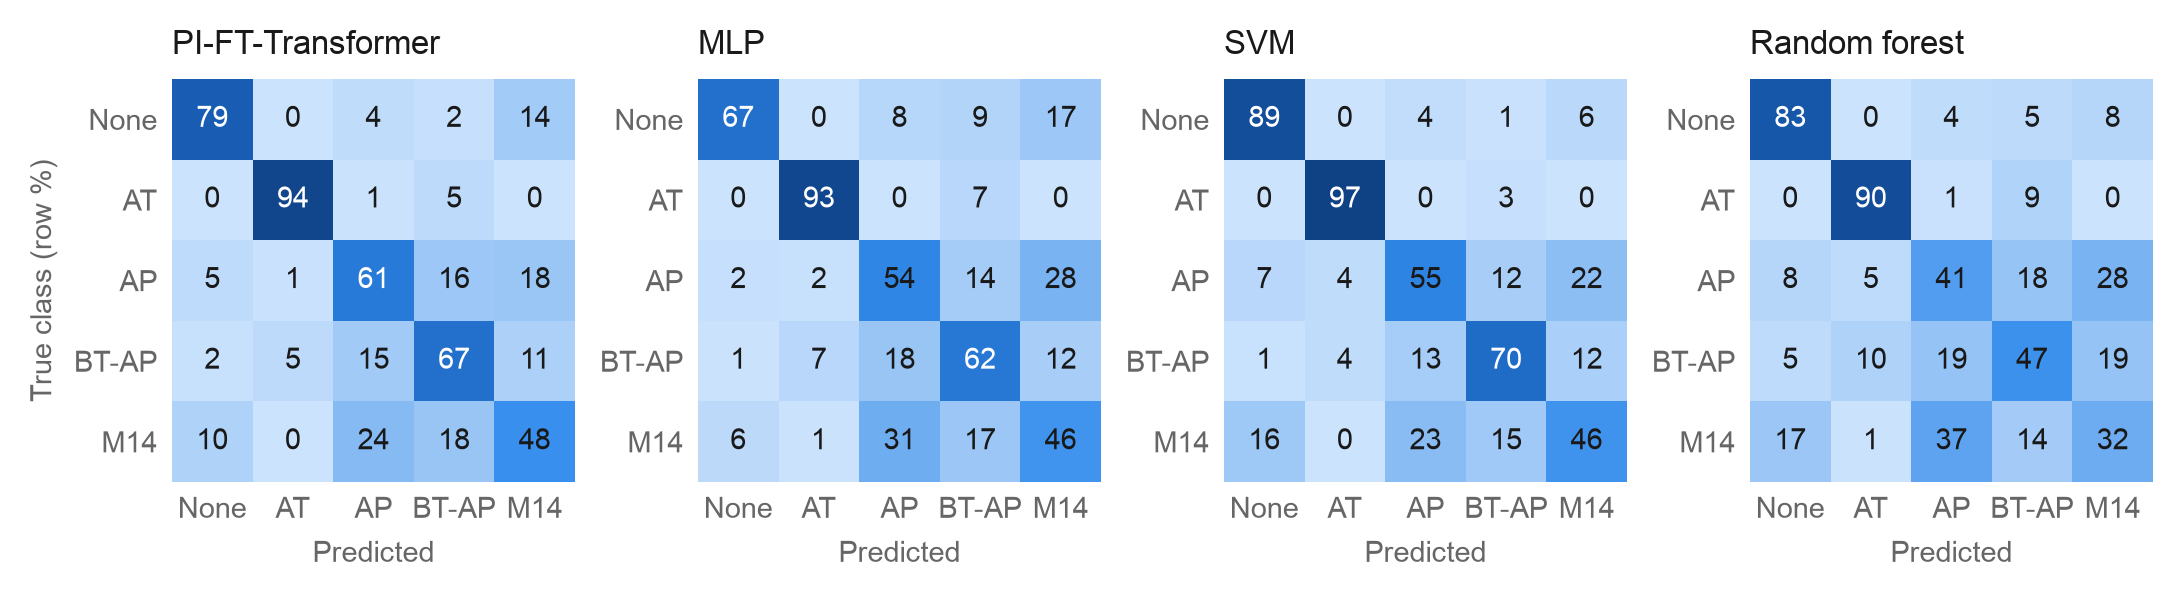 PI-FT-Transformer MLP SVM Random forest
None 79 0 4 2 14 None 67 0 8 9 17 None 89 0 4 1 6 None 83 0 4 5 8
AT 0 94 1 5 0 AT 0 93 0 7 0 AT 0 97 0 3 0 AT 0 90 1 9 0
AP 5 1 61 16 18 AP 2 2 54 14 28 AP 7 4 55 12 22 AP 8 5 41 18 28
BT-AP 2 5 15 67 11 BT-AP 1 7 18 62 12 BT-AP 1 4 13 70 12 BT-AP 5 10 19 47 19
M14 10 0 24 18 48 M14 6 1 31 17 46 M14 16 0 23 15 46 M14 17 1 37 14 32
None AT AP BT-AP M14 None AT AP BT-AP M14 None AT AP BT-AP M14 None AT AP BT-AP M14
Predicted Predicted Predicted Predicted
True class (row %)